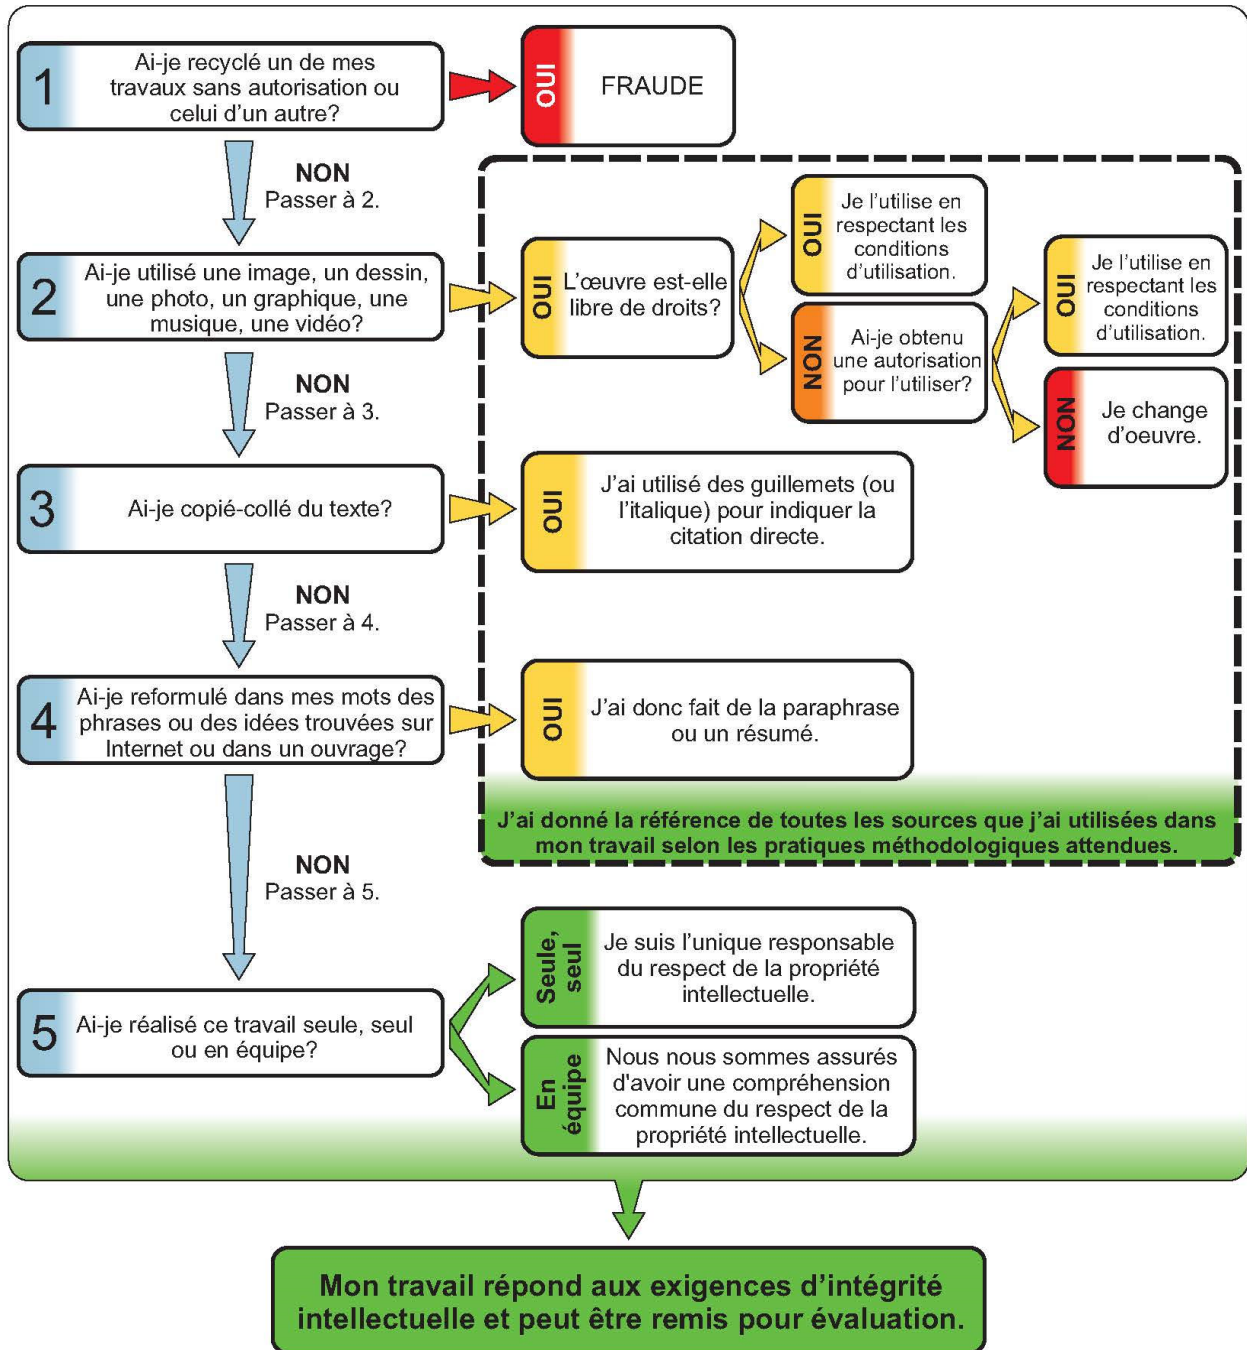 1
Ai-je recyclé un de mes
travaux sans autorisation ou
celui d'un autre?
OUI
FRAUDE
NON
Passer à 2.
2
Ai-je utilisé une image, un dessin,
une photo, un graphique, une
musique, une vidéo?
OUI
L'œuvre est-elle
libre de droits?
OUI
Je l'utilise en
respectant les
conditions
d'utilisation.
NON
Ai-je obtenu
une autorisation
pour l'utiliser?
OUI
Je l'utilise en
respectant les
conditions
d'utilisation.
NON
Je change
d'oeuvre.
NON
Passer à 3.
3
Ai-je copié-collé du texte?
OUI
J'ai utilisé des guillemets (ou
l'italique) pour indiquer la
citation directe.
NON
Passer à 4.
4
Ai-je reformulé dans mes mots des
phrases ou des idées trouvées sur
Internet ou dans un ouvrage?
OUI
J'ai donc fait de la paraphrase
ou un résumé.
J'ai donné la référence de toutes les sources que j'ai utilisées dans
mon travail selon les pratiques méthodologiques attendues.
NON
Passer à 5.
5
Ai-je réalisé ce travail seule, seul
ou en équipe?
Seule,
seul
Je suis l'unique responsable
du respect de la propriété
intellectuelle.
En
équipe
Nous nous sommes assurés
d'avoir une compréhension
commune du respect de la
propriété intellectuelle.
Mon travail répond aux exigences d'intégrité
intellectuelle et peut être remis pour évaluation.